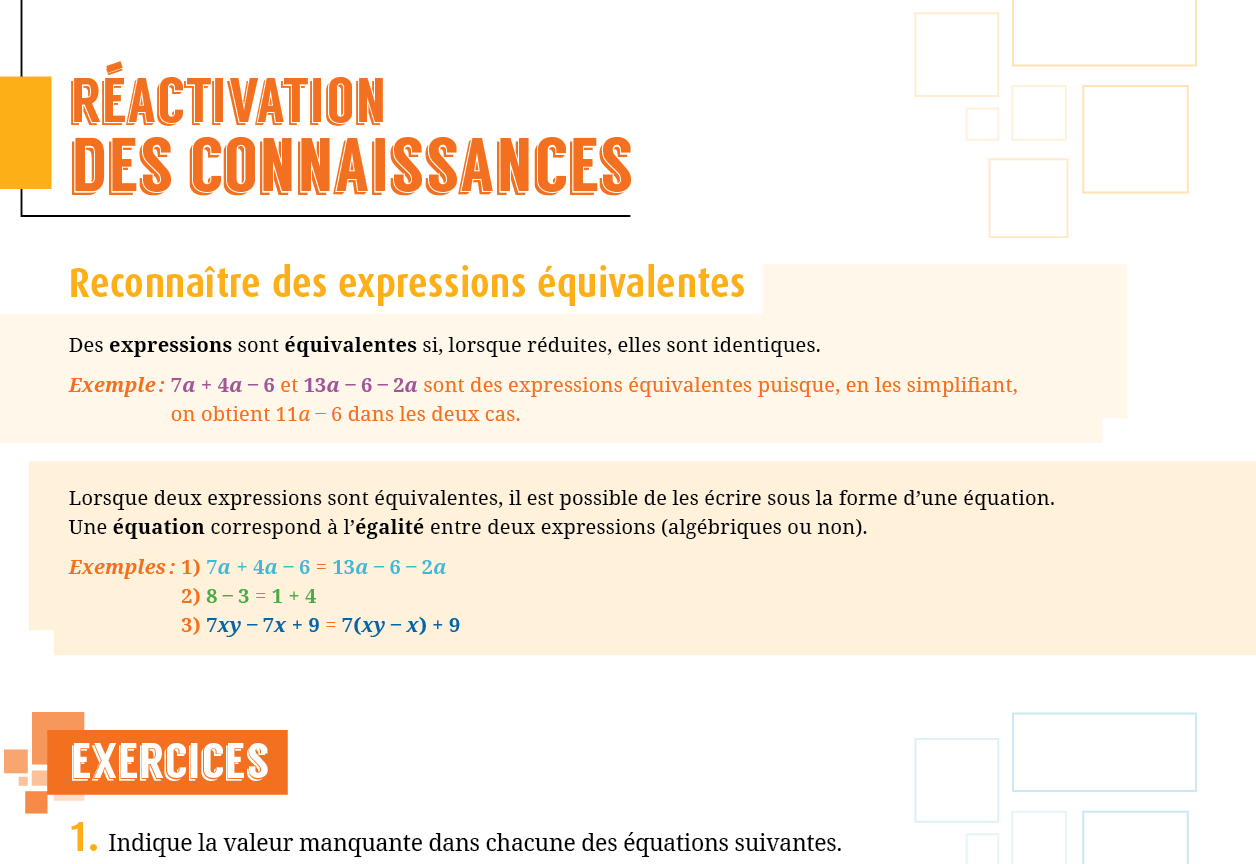 RÉACTIVATION
DES CONNAISSANCES
Reconnaître des expressions équivalentes
Des expressions sont équivalentes si, lorsque réduites, elles sont identiques.
Exemple : 7a + 4a – 6 et 13a – 6 – 2a sont des expressions équivalentes puisque, en les simplifiant,
on obtient 11a – 6 dans les deux cas.
Lorsque deux expressions sont équivalentes, il est possible de les écrire sous la forme d’une équation.
Une équation correspond à l’égalité entre deux expressions (algébriques ou non).
Exemples : 1) 7a + 4a – 6 = 13a – 6 – 2a
2) 8 – 3 = 1 + 4
3) 7xy – 7x + 9 = 7(xy – x) + 9
EXERCICES
1. Indique la valeur manquante dans chacune des équations suivantes.